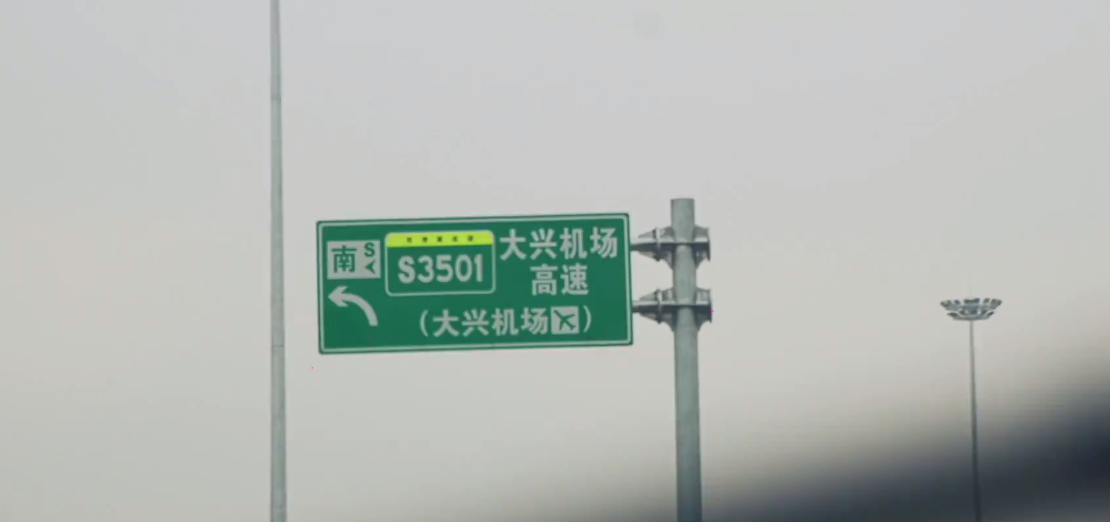 南 S
S3501
大兴机场
高速
(大兴机场)